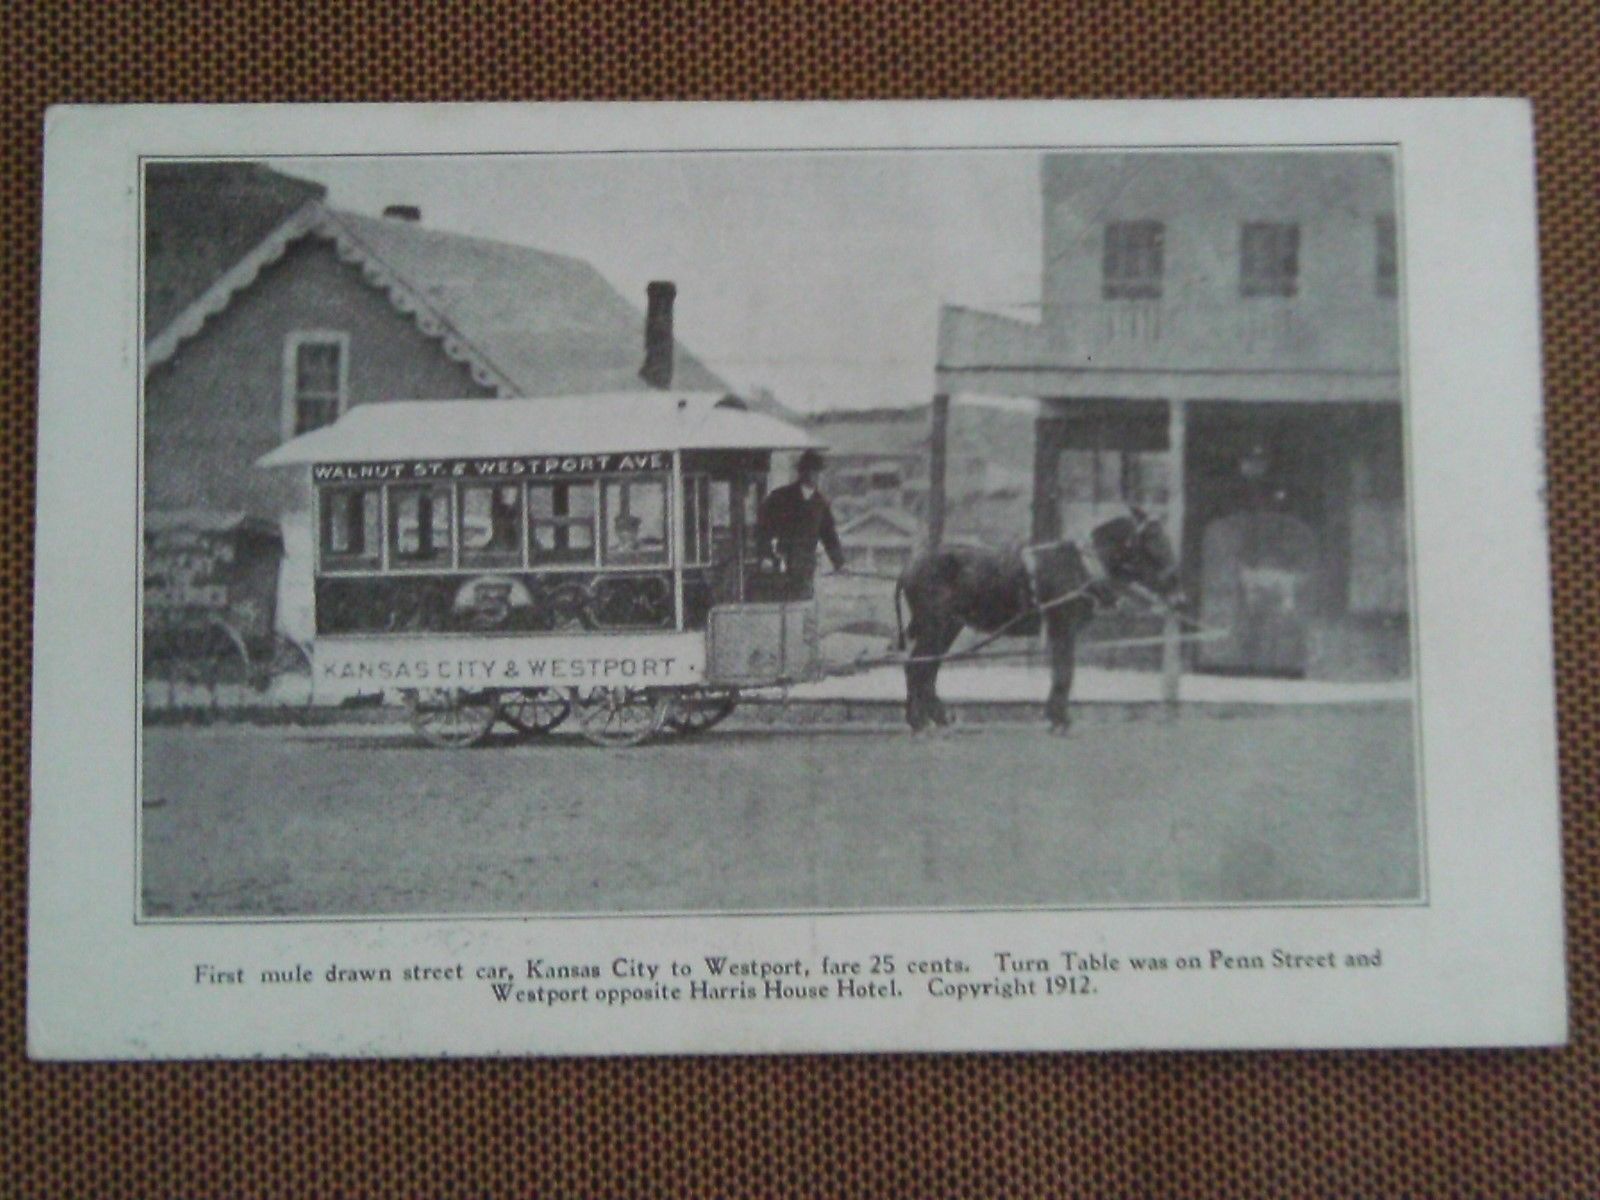 WALNUT ST. & WESTPORT AVE.
KANSAS CITY & WESTPORT .
First mule drawn street car, Kansas City to Westport, fare 25 cents. Turn Table was on Penn Street and
Westport opposite Harris House Hotel. Copyright 1912.